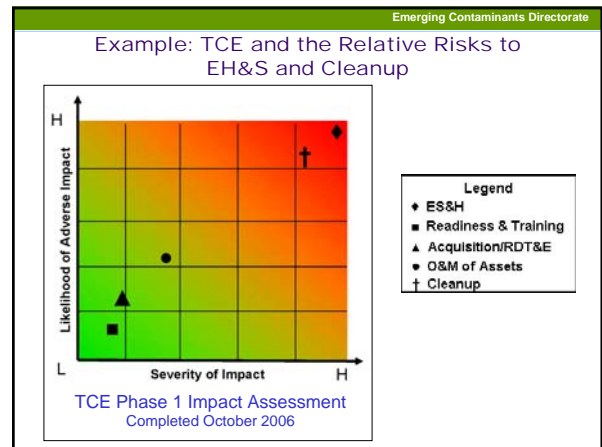 Emerging Contaminants Directorate
Example: TCE and the Relative Risks to
EH&S and Cleanup
H
Likelihood of Adverse Impact
L
Severity of Impact
H
TCE Phase 1 Impact Assessment
Completed October 2006
Legend
♦ ES&H
■ Readiness & Training
▲ Acquisition/RDT&E
● O&M of Assets
† Cleanup